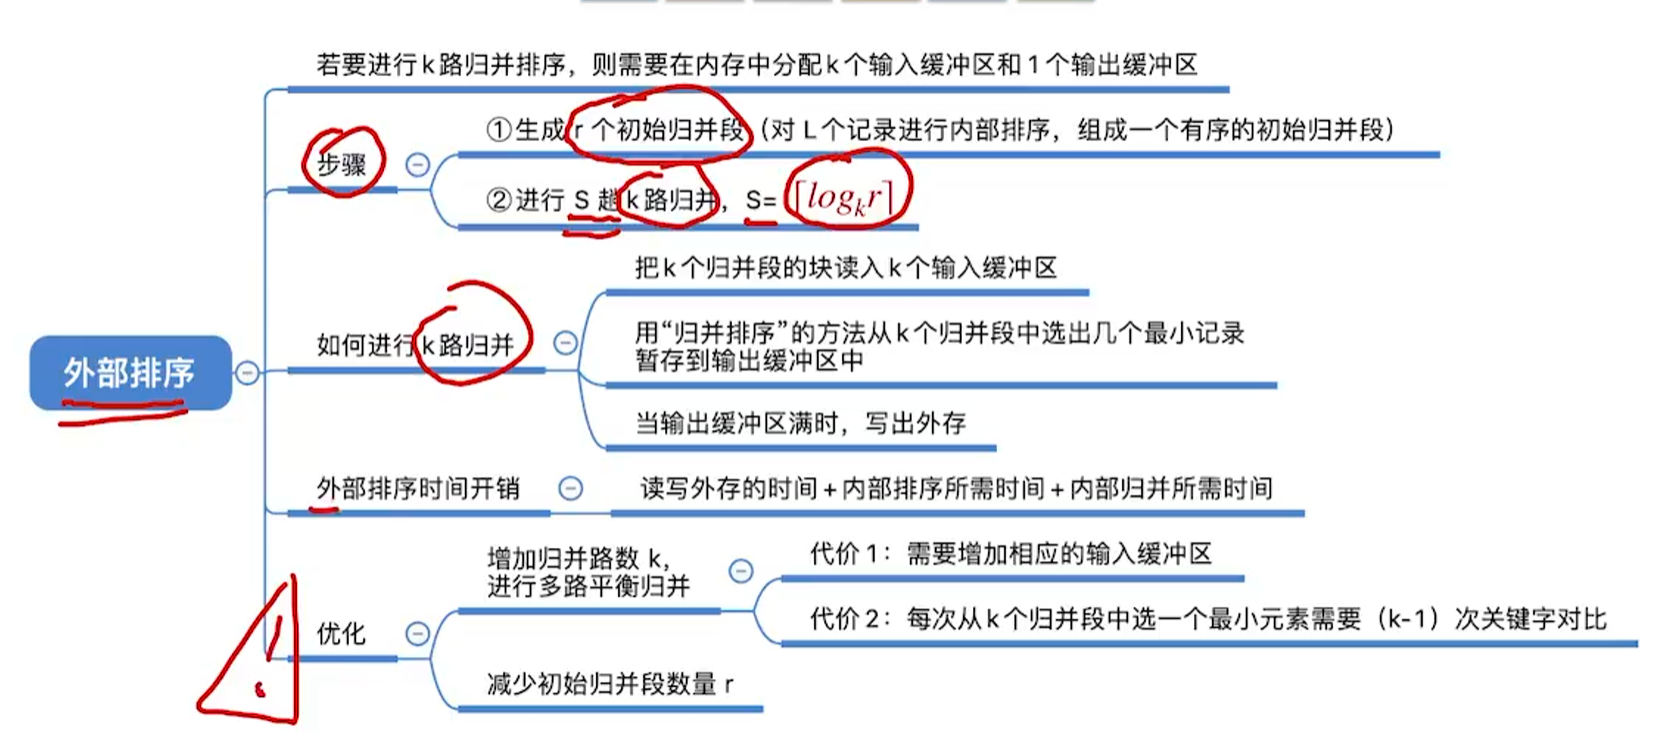 若要进行k路归并排序，则需要在内存中分配k个输入缓冲区和1个输出缓冲区
步骤
①生成r个初始归并段（对L个记录进行内部排序，组成一个有序的初始归并段）
②进行S趟k路归并，S=⌈logₖr⌉
外部排序
如何进行k路归并
把k个归并段的块读入k个输入缓冲区
用“归并排序”的方法从k个归并段中选出几个最小记录
暂存到输出缓冲区中
当输出缓冲区满时，写出外存
外部排序时间开销
读写外存的时间+内部排序所需时间+内部归并所需时间
优化
增加归并路数 k，
进行多路平衡归并
代价1：需要增加相应的输入缓冲区
代价2：每次从k个归并段中选一个最小元素需要（k-1）次关键字对比
减少初始归并段数量 r